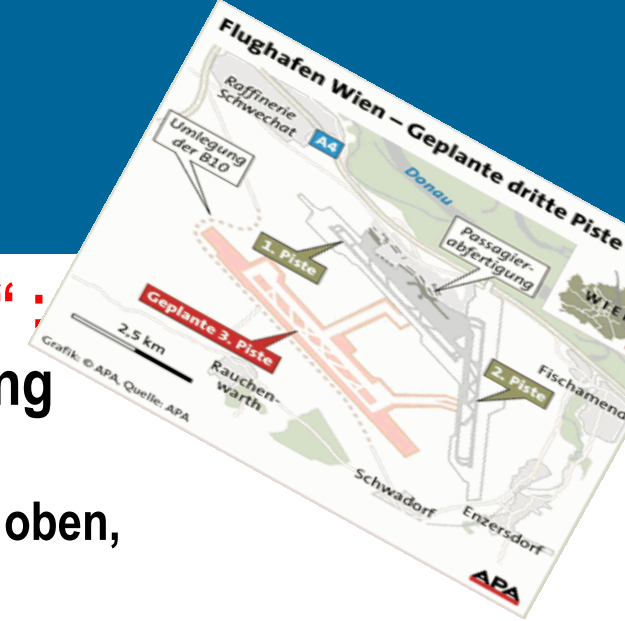 Flughafen Wien – Geplante dritte Piste
Raffinerie
Schwechat
A4
Umlegung
der B10
Donau
Passagier-
abfertigung
1. Piste
WIE
Geplante 3. Piste
2,5 km
2. Piste
Fischamend
Rauchen-
warth
Grafik: © APA, Quelle: APA
Schwadorf
Enzersdorf
APA
“ :
ng
oben,